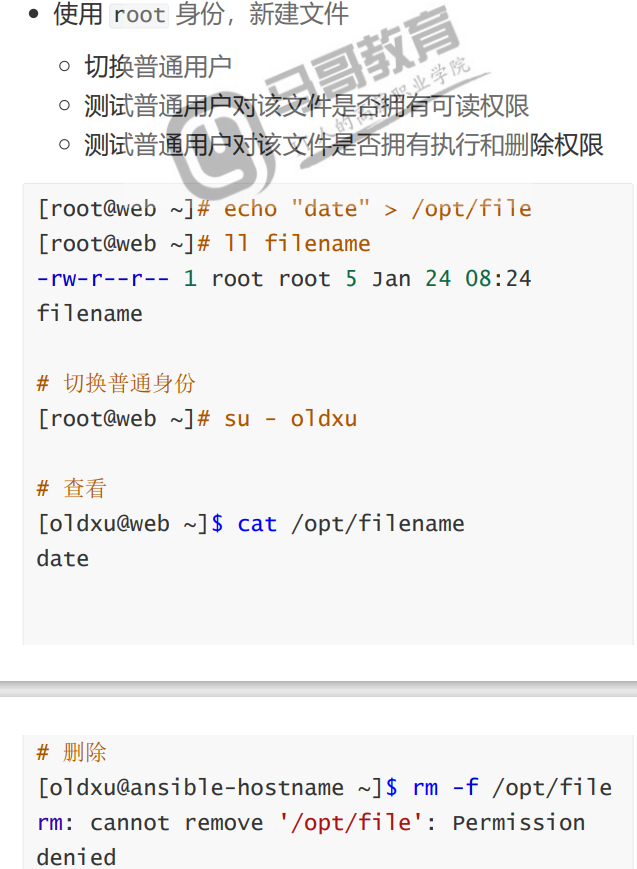 使用 root 身份，新建文件
切换普通用户
马哥教育
测试普通用户对该文件是否拥有可读权限
测试普通用户对该文件是否拥有执行和删除权限
[root@web ~]# echo "date" > /opt/file
[root@web ~]# ll filename
-rw-r--r-- 1 root root 5 Jan 24 08:24
filename
# 切换普通身份
[root@web ~]# su - oldxu
# 查看
[oldxu@web ~]$ cat /opt/filename
date
# 删除
[oldxu@ansible-hostname ~]$ rm -f /opt/file
rm: cannot remove '/opt/file': Permission
denied